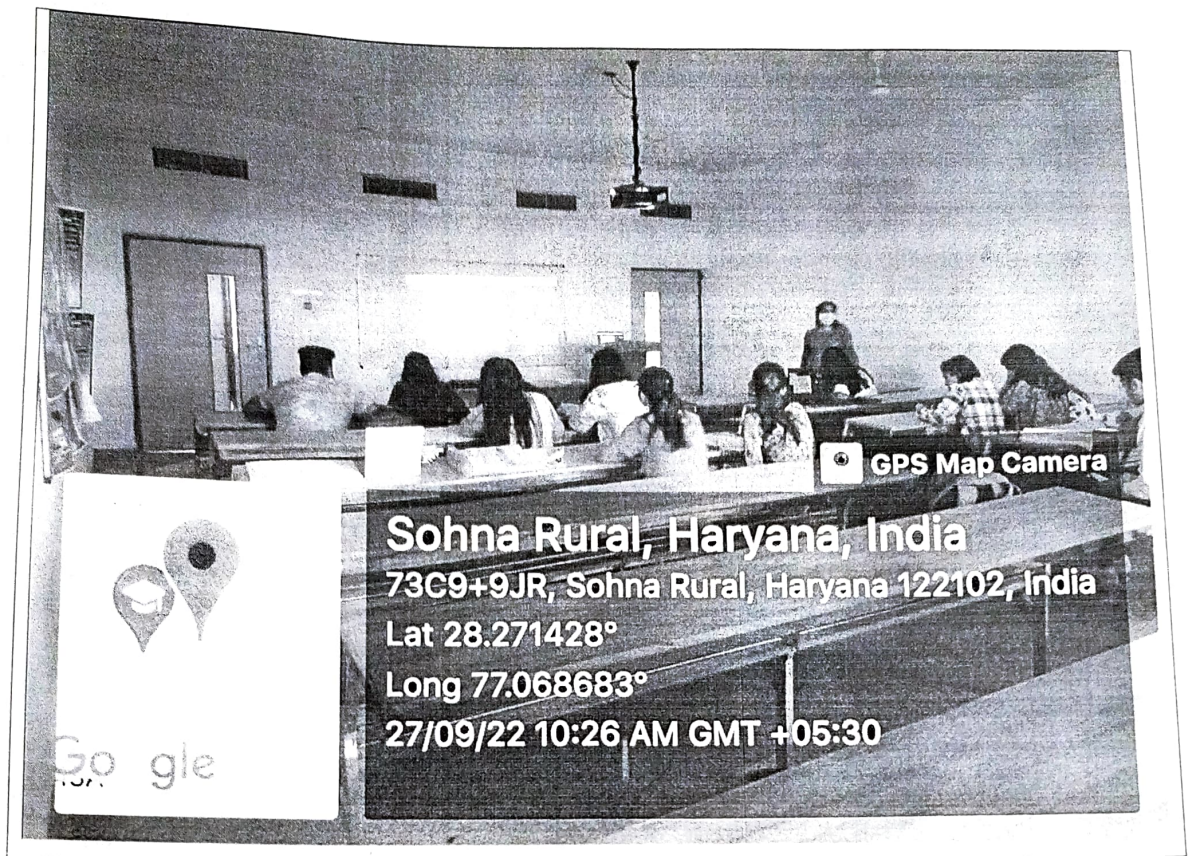 GPS Map Camera
Sohna Rural, Haryana, India
73C9+9JR, Sohna Rural, Haryana 122102, India
Lat 28.271428°
Long 77.068683°
27/09/22 10:26 AM GMT +05:30
Google